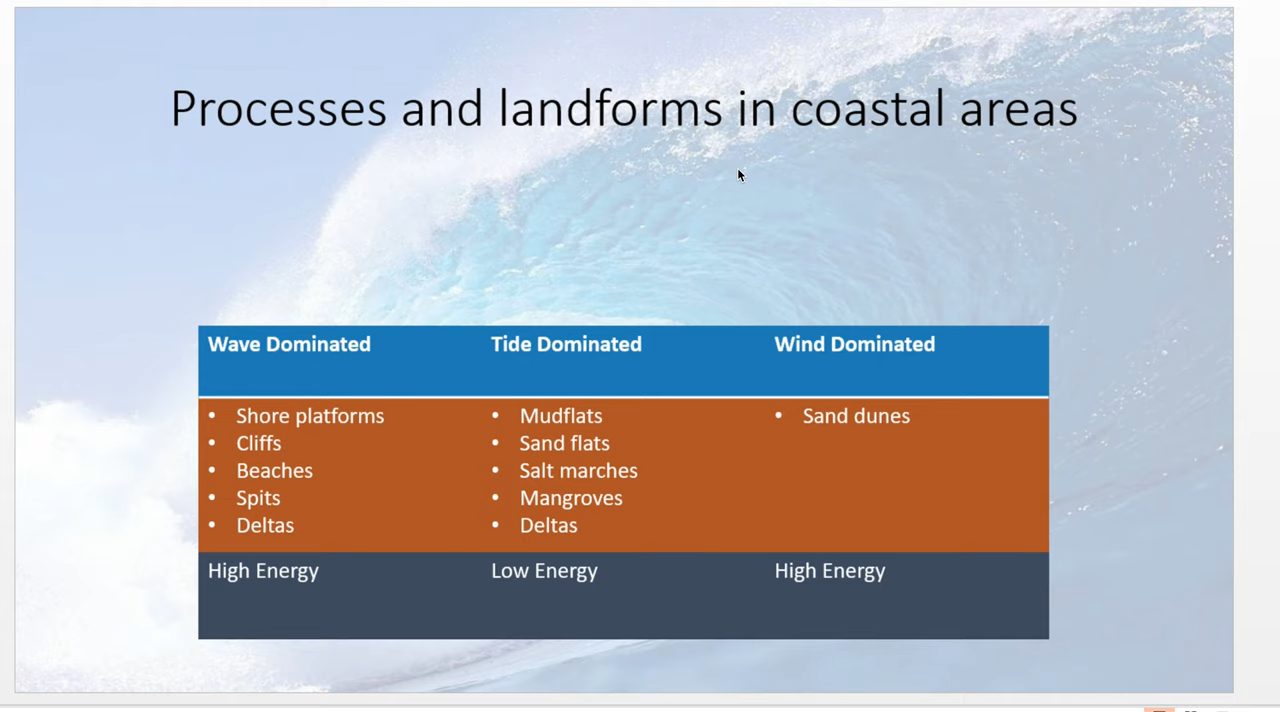 Processes and landforms in coastal areas
Wave Dominated
Tide Dominated
Wind Dominated
• Shore platforms
• Cliffs
• Beaches
• Spits
• Deltas
• Mudflats
• Sand flats
• Salt marches
• Mangroves
• Deltas
• Sand dunes
High Energy
Low Energy
High Energy